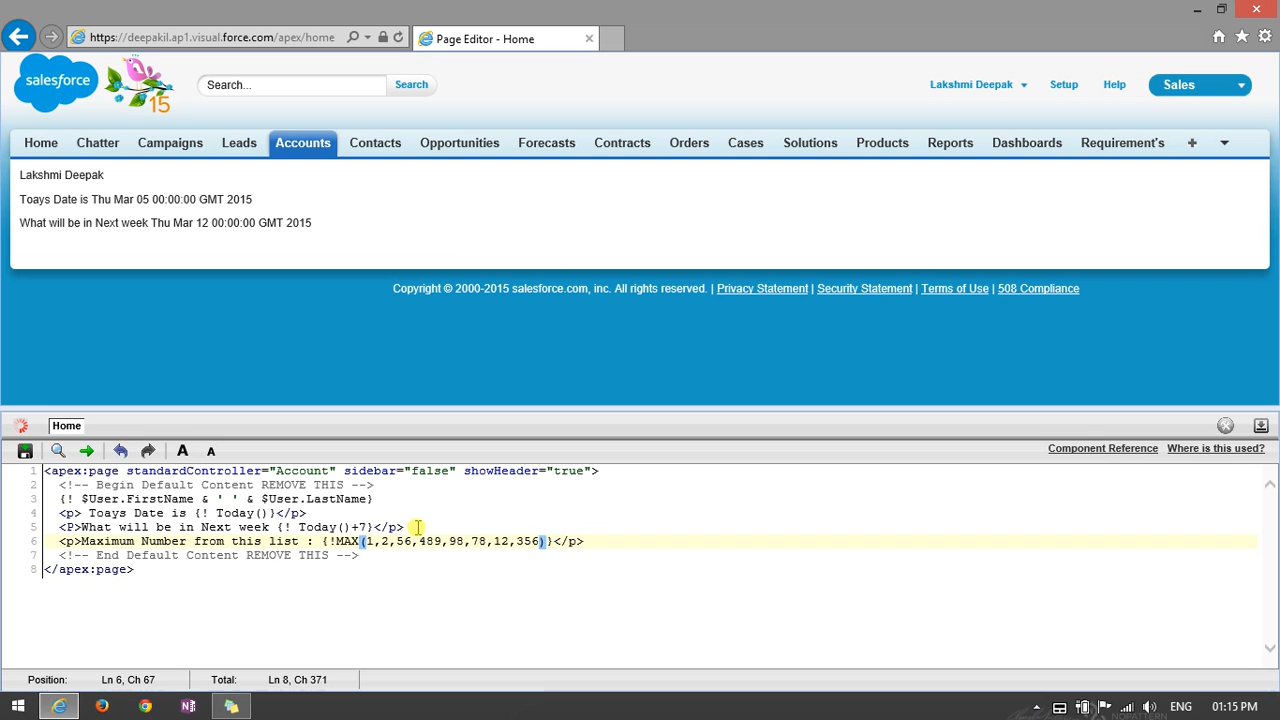 https://deepakil.ap1.visual.force.com/apex/home
Page Editor - Home
salesforce
15
Search...
Search
Lakshmi Deepak
Setup
Help
Sales
Home
Chatter
Campaigns
Leads
Accounts
Contacts
Opportunities
Forecasts
Contracts
Orders
Cases
Solutions
Products
Reports
Dashboards
Requirement's
+
Lakshmi Deepak
Toays Date is Thu Mar 05 00:00:00 GMT 2015
What will be in Next week Thu Mar 12 00:00:00 GMT 2015
Copyright © 2000-2015 salesforce.com, inc. All rights reserved. | Privacy Statement | Security Statement | Terms of Use | 508 Compliance
Home
A
A
Component Reference
Where is this used?
1 <apex:page standardController="Account" sidebar="false" showHeader="true">
2 <!-- Begin Default Content REMOVE THIS -->
3 {! $User.FirstName & ' ' & $User.LastName}
4 <p> Toays Date is {! Today()}</p>
5 <P>What will be in Next week {! Today()+7}</p>
6 <p>Maximum Number from this list : {!MAX(1,2,56,489,98,78,12,356)}</p>
7 <!-- End Default Content REMOVE THIS -->
8 </apex:page>
Position:
Ln 6, Ch 67
Total:
Ln 8, Ch 371
NOPATTERN
ENG
01:15 PM